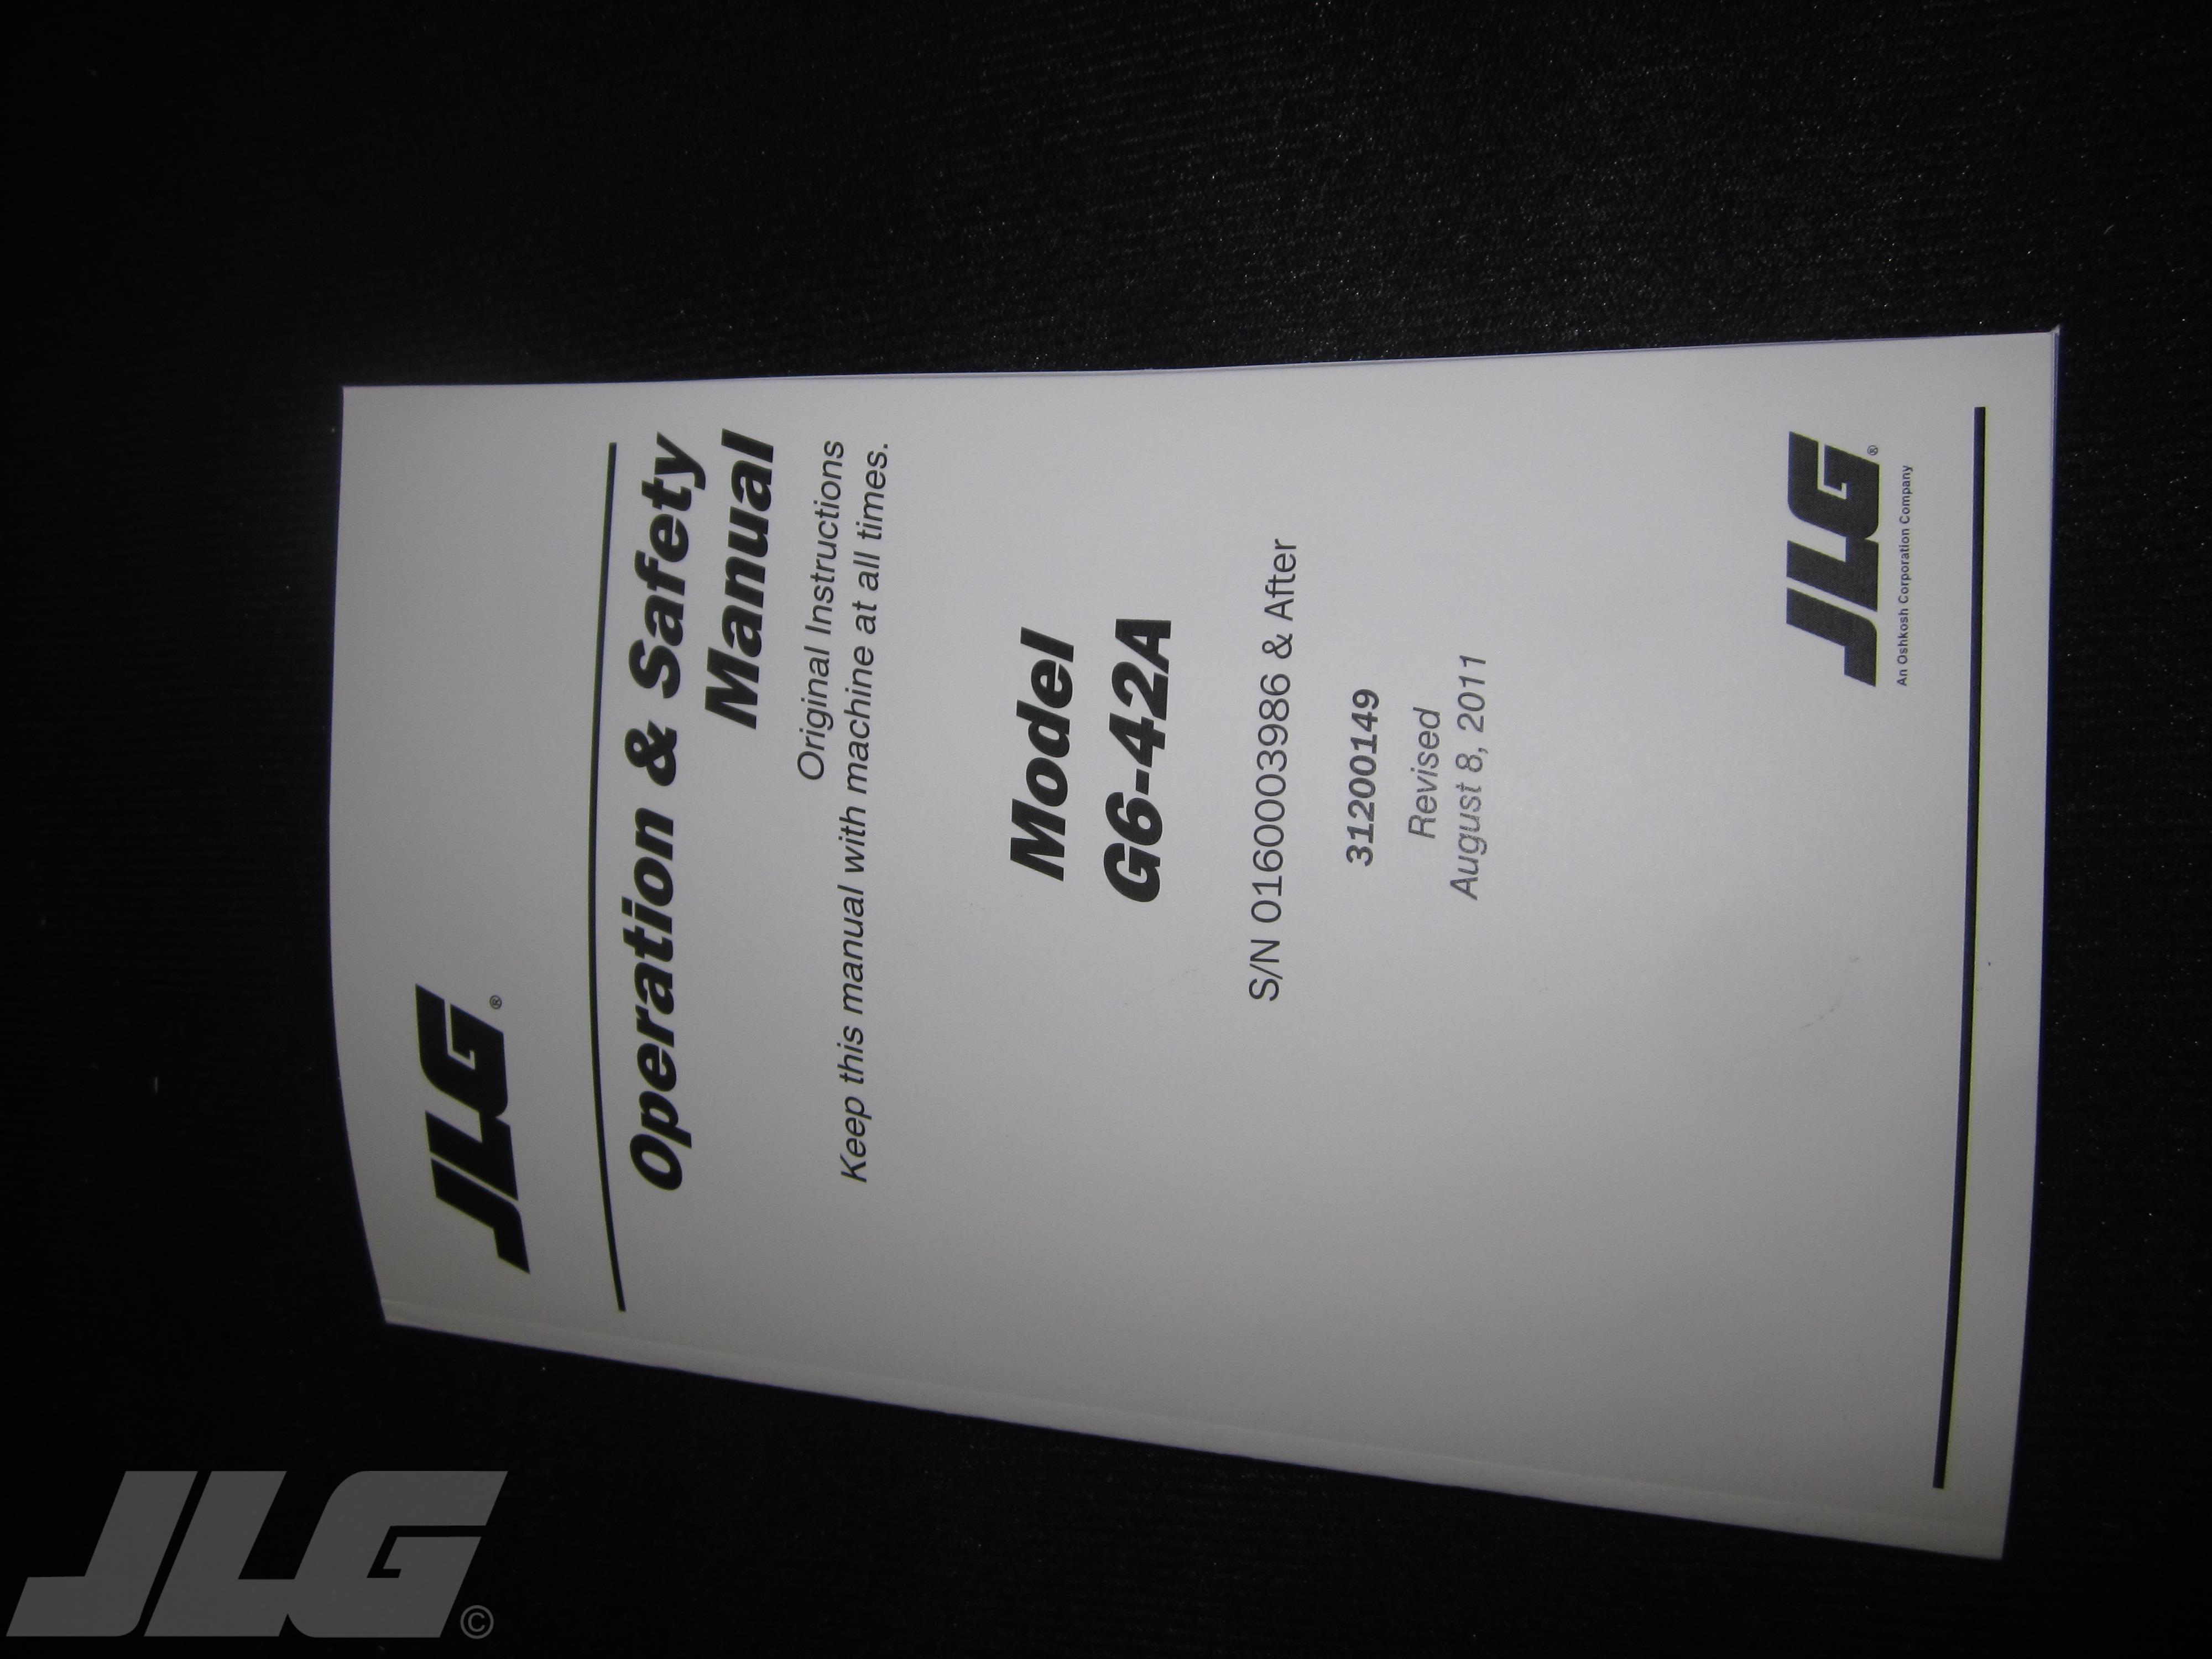 JLG®
Operation & Safety
Manual
Original Instructions
Keep this manual with machine at all times.
Model
G6-42A
S/N 0160003986 & After
31200149
Revised
August 8, 2011
JLG®
An Oshkosh Corporation Company
JLG©